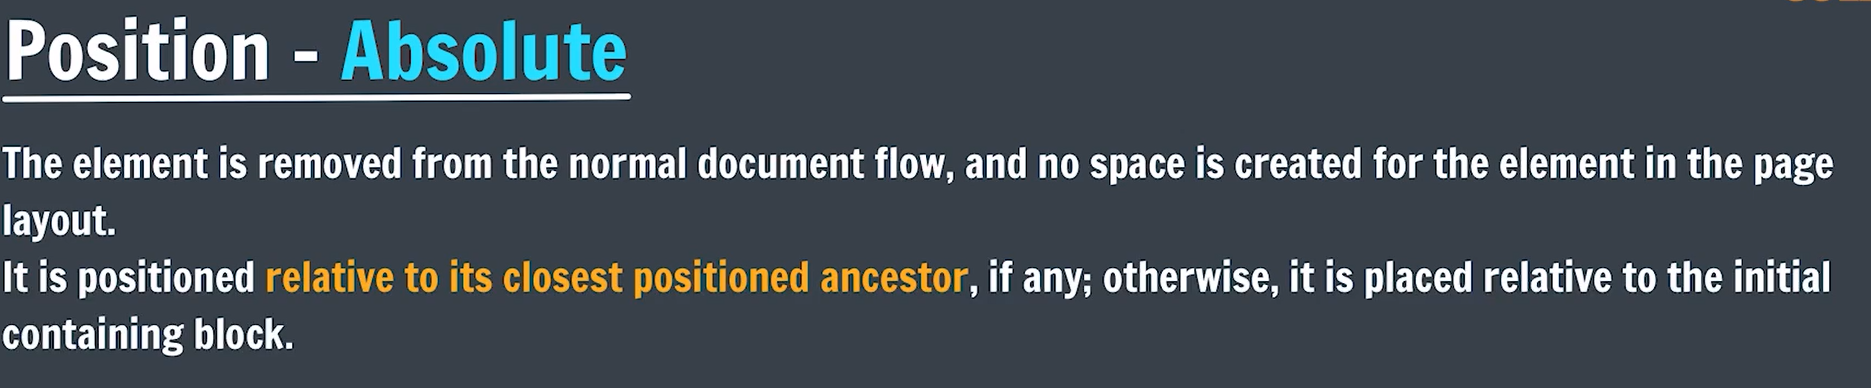 Position - Absolute
The element is removed from the normal document flow, and no space is created for the element in the page
layout.
It is positioned relative to its closest positioned ancestor, if any; otherwise, it is placed relative to the initial
containing block.